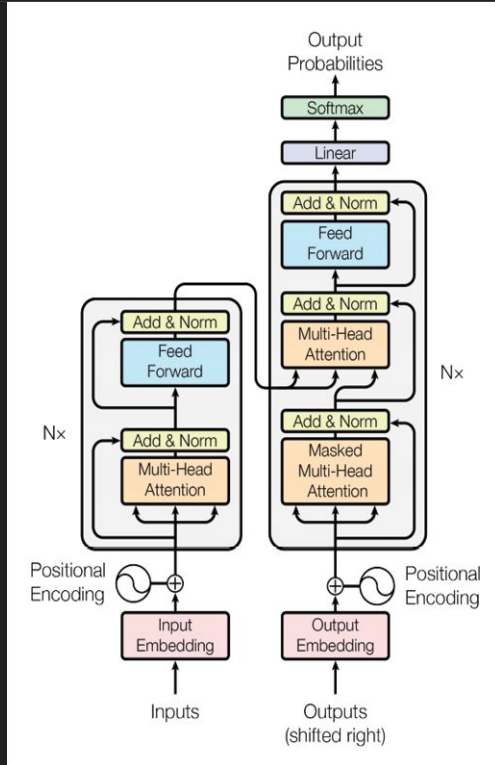 Output
Probabilities
Softmax
Linear
Add & Norm
Feed
Forward
Add & Norm
Multi-Head
Attention
Add & Norm
Masked
Multi-Head
Attention
N×
Add & Norm
Feed
Forward
Add & Norm
Multi-Head
Attention
N×
Positional
Encoding
Positional
Encoding
Input
Embedding
Output
Embedding
Inputs
Outputs
(shifted right)